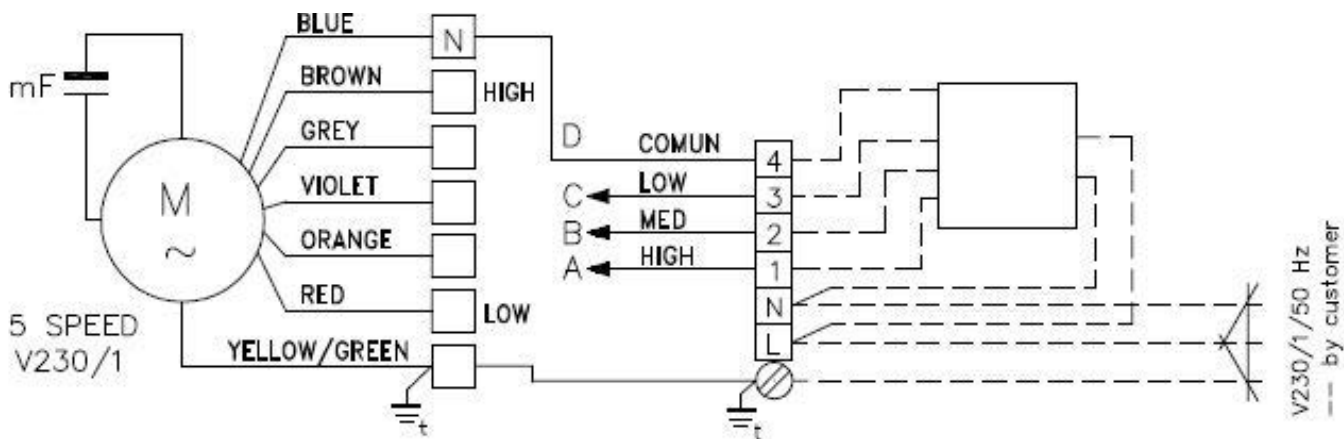 mF
M
~
5 SPEED
V230/1
BLUE
BROWN
GREY
VIOLET
ORANGE
RED
YELLOW/GREEN
N
HIGH
LOW
t
D
C
B
A
COMUN
LOW
MED
HIGH
4
3
2
1
N
L
t
V230/1/50 Hz
-- by customer